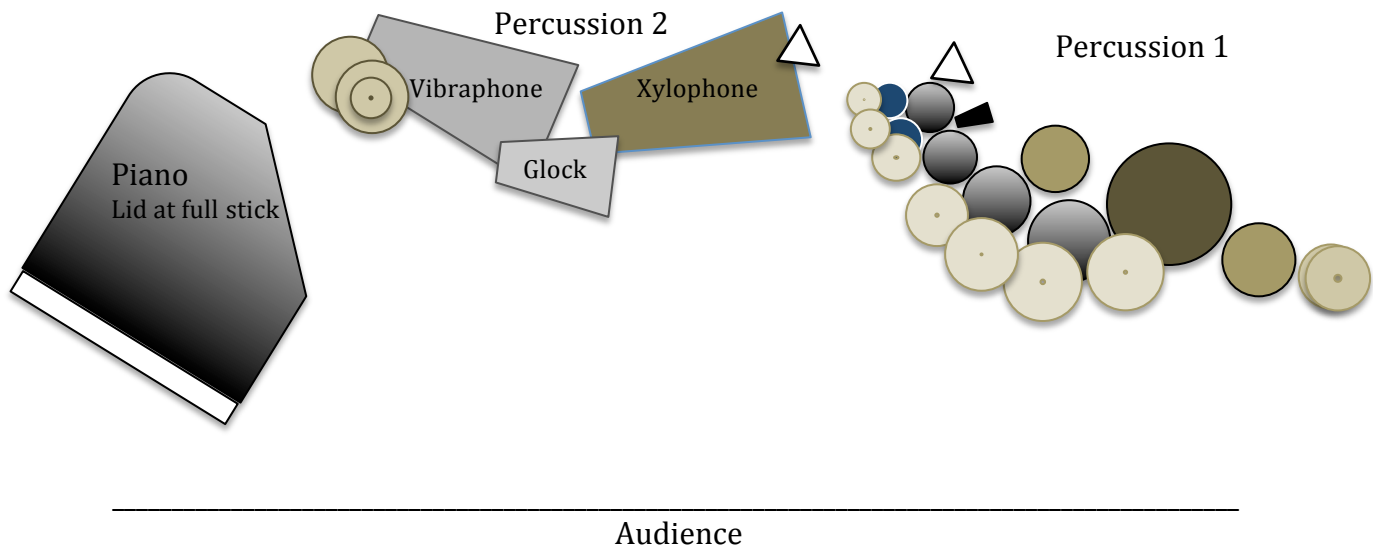 Percussion 2
Percussion 1
Vibraphone
Xylophone
Glock
Piano
Lid at full stick
Audience